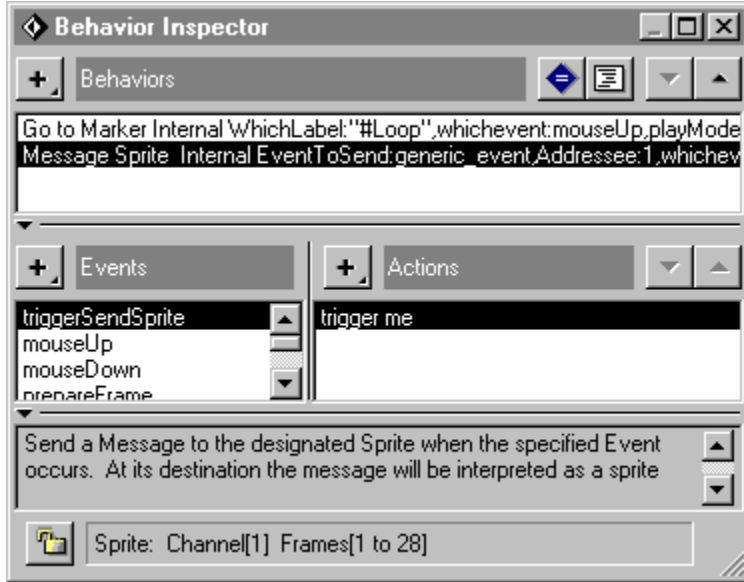 Behavior Inspector
Behaviors
Go to Marker Internal WhichLabel:"#Loop",whichevent:mouseUp,playMode
Message Sprite Internal EventToSend:generic_event,Addressee:1,whichev
Events
Actions
triggerSendSprite
trigger me
mouseUp
mouseDown
prepareFrame
Send a Message to the designated Sprite when the specified Event
occurs. At its destination the message will be interpreted as a sprite
Sprite: Channel[1] Frames[1 to 28]